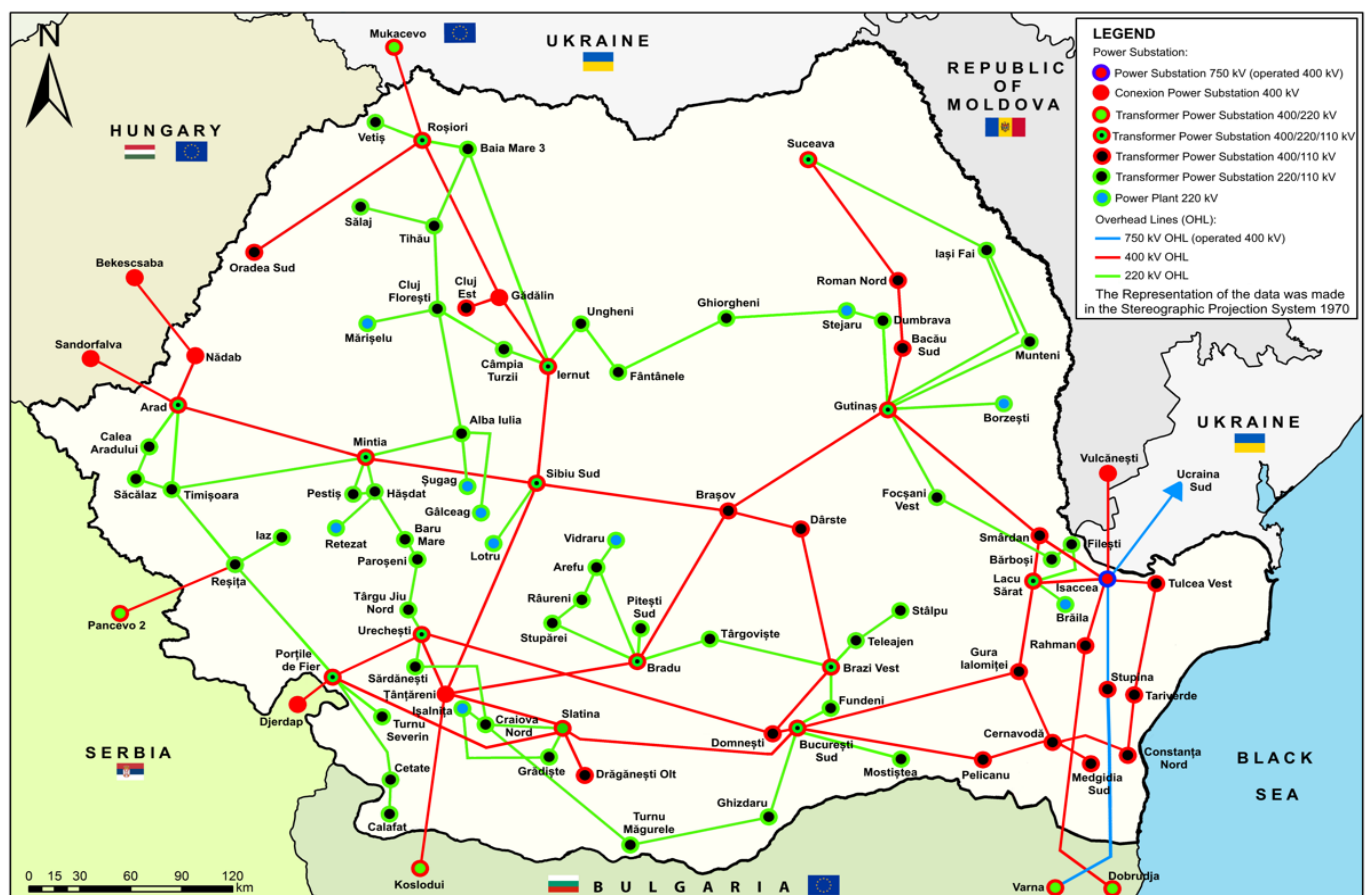 N
Mukacevo
UKRAINE
REPUBLIC
OF
MOLDOVA
HUNGARY
LEGEND
Power Substation:
Power Substation 750 kV (operated 400 kV)
Conexion Power Substation 400 kV
Transformer Power Substation 400/220 kV
Transformer Power Substation 400/220/110 kV
Transformer Power Substation 400/110 kV
Transformer Power Substation 220/110 kV
Power Plant 220 kV
Overhead Lines (OHL):
750 kV OHL (operated 400 kV)
400 kV OHL
220 kV OHL
The Representation of the data was made
in the Stereographic Projection System 1970
Vetiș
Roșiori
Baia Mare 3
Suceava
Sălaj
Tihău
Oradea Sud
Iași Fai
Bekescsaba
Cluj
Florești
Cluj
Est
Gădălin
Roman Nord
Mărișelu
Ungheni
Ghiorgheni
Stejaru
Dumbrava
Bacău
Sud
Munteni
Sandorfalva
Nădab
Câmpia
Turzii
Iernut
Fântânele
Arad
Gutinaș
Borzești
Calea
Aradului
Alba Iulia
UKRAINE
Mintia
Vulcănești
Ucraina
Sud
Săcălaz
Timișoara
Pestiș
Hășdat
Șugag
Sibiu Sud
Brașov
Focșani
Vest
Gâlceag
Retezat
Baru
Mare
Lotru
Dârste
Iaz
Vidraru
Smârdan
Filești
Bărboși
Paroșeni
Reșița
Arefu
Lacu
Sărat
Isaccea
Tulcea Vest
Pancevo 2
Târgu Jiu
Nord
Râureni
Pitești
Sud
Stâlpu
Brăila
Stupărei
Târgoviște
Teleajen
Urechești
Rahman
Porțile
de Fier
Sărdănești
Bradu
Brazi Vest
Gura
Ialomiței
Stupina
Tariverde
Țânțăreni
Djerdap
Ișalnița
Craiova
Nord
Slatina
Fundeni
Turnu
Severin
Domnești
București
Sud
Cernavodă
SERBIA
Grădiște
Drăgănești Olt
Mostiștea
Pelicanu
Medgidia
Sud
Constanța
Nord
BLACK
SEA
Cetate
Calafat
Turnu
Măgurele
Ghizdaru
Koslodui
BULGARIA
Varna
Dobrudja
0 15 30 60 90 120
km